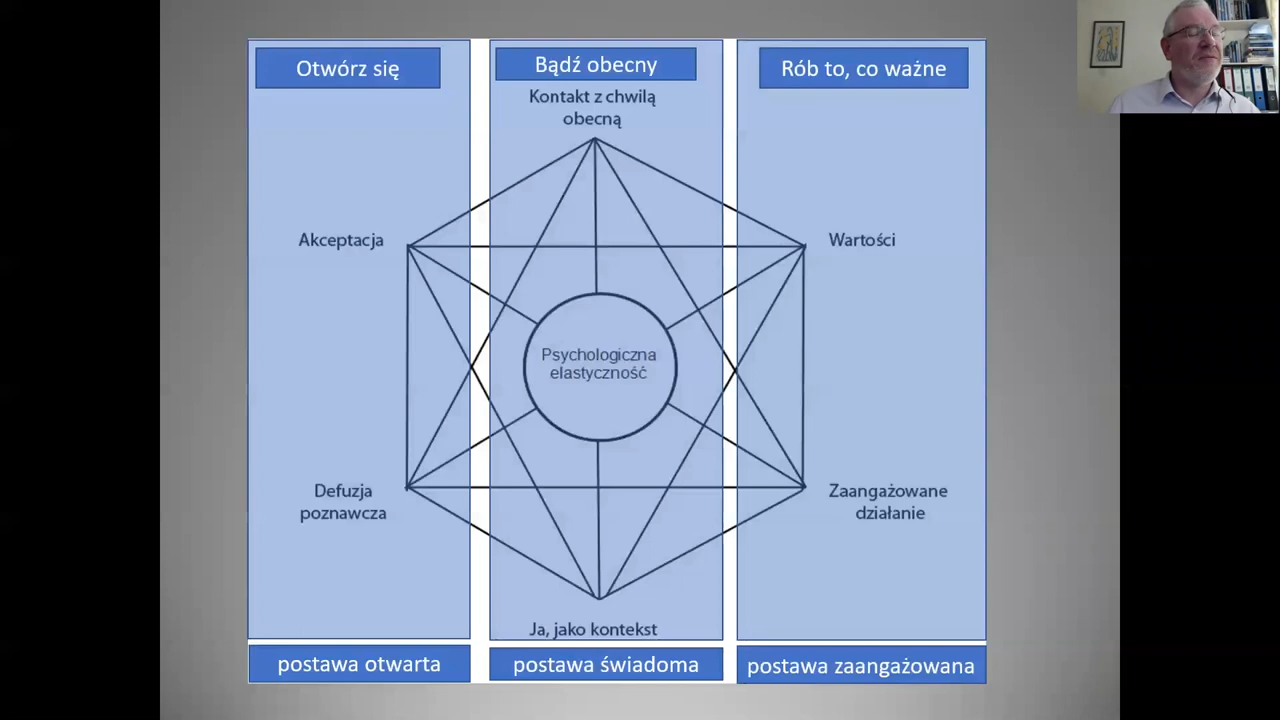 Otwórz się
Bądź obecny
Rób to, co ważne
Kontakt z chwilą
obecną
Akceptacja
Wartości
Psychologiczna
elastyczność
Defuzja
poznawcza
Zaangażowane
działanie
Ja, jako kontekst
postawa otwarta
postawa świadoma
postawa zaangażowana